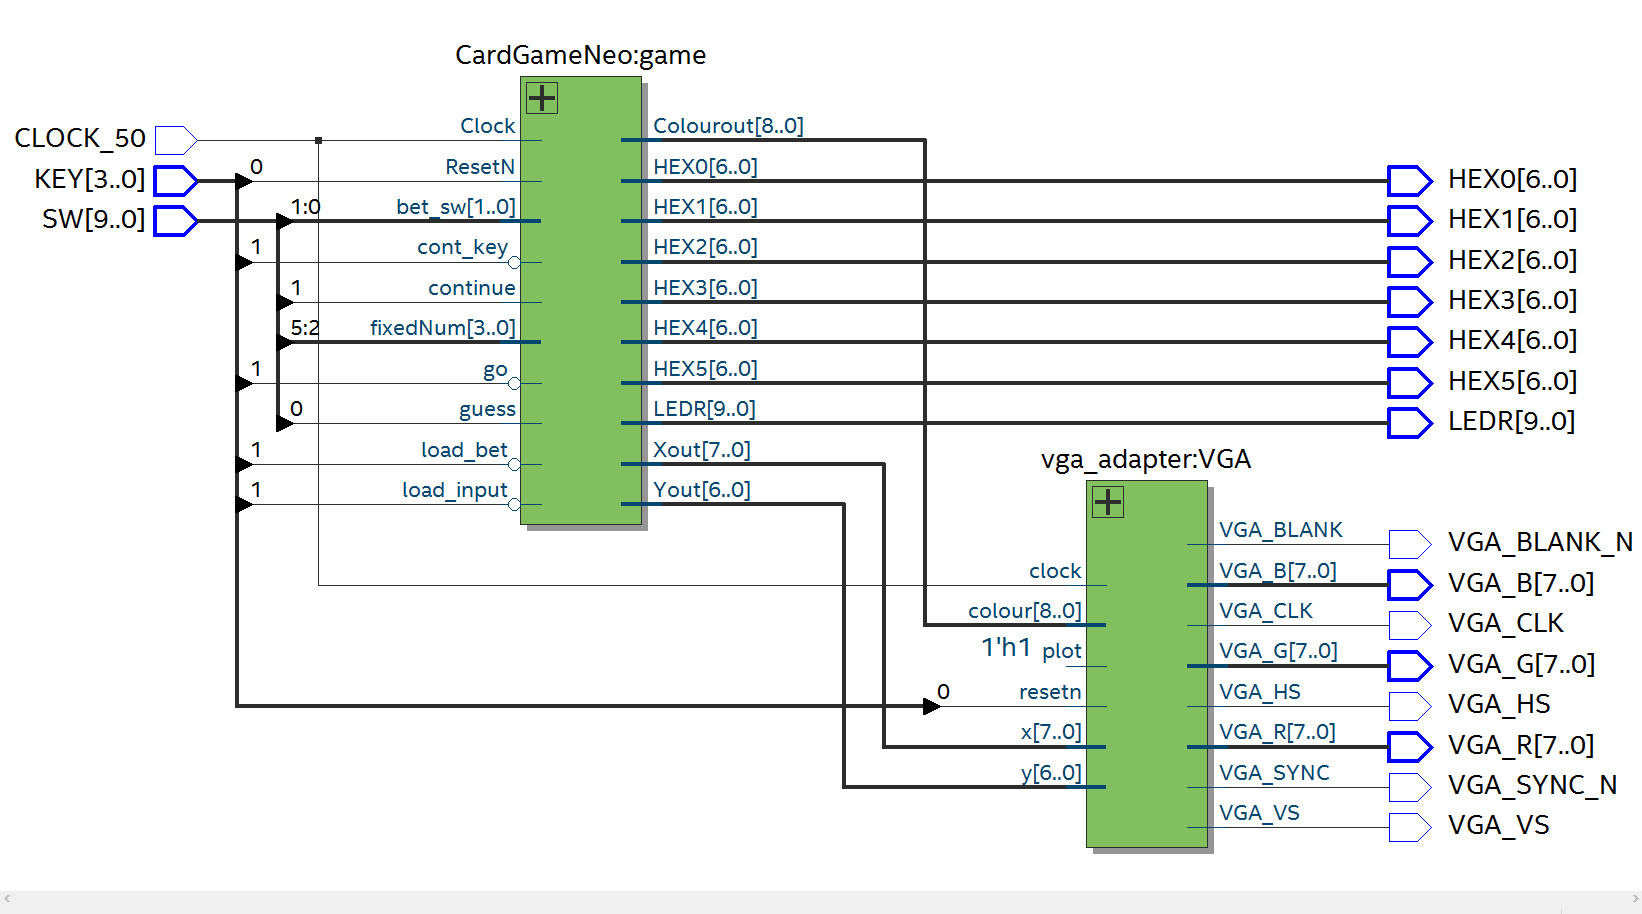 CardGameNeo:game
CLOCK_50
KEY[3..0]
SW[9..0]
0
1:0
1
1
5:2
1
0
1
1
Clock
ResetN
bet_sw[1..0]
cont_key
continue
fixedNum[3..0]
go
guess
load_bet
load_input
Colourout[8..0]
HEX0[6..0]
HEX1[6..0]
HEX2[6..0]
HEX3[6..0]
HEX4[6..0]
HEX5[6..0]
LEDR[9..0]
Xout[7..0]
Yout[6..0]
HEX0[6..0]
HEX1[6..0]
HEX2[6..0]
HEX3[6..0]
HEX4[6..0]
HEX5[6..0]
LEDR[9..0]
vga_adapter:VGA
clock
colour[8..0]
1'h1 plot
0 resetn
x[7..0]
y[6..0]
VGA_BLANK
VGA_B[7..0]
VGA_CLK
VGA_G[7..0]
VGA_HS
VGA_R[7..0]
VGA_SYNC
VGA_VS
VGA_BLANK_N
VGA_B[7..0]
VGA_CLK
VGA_G[7..0]
VGA_HS
VGA_R[7..0]
VGA_SYNC_N
VGA_VS